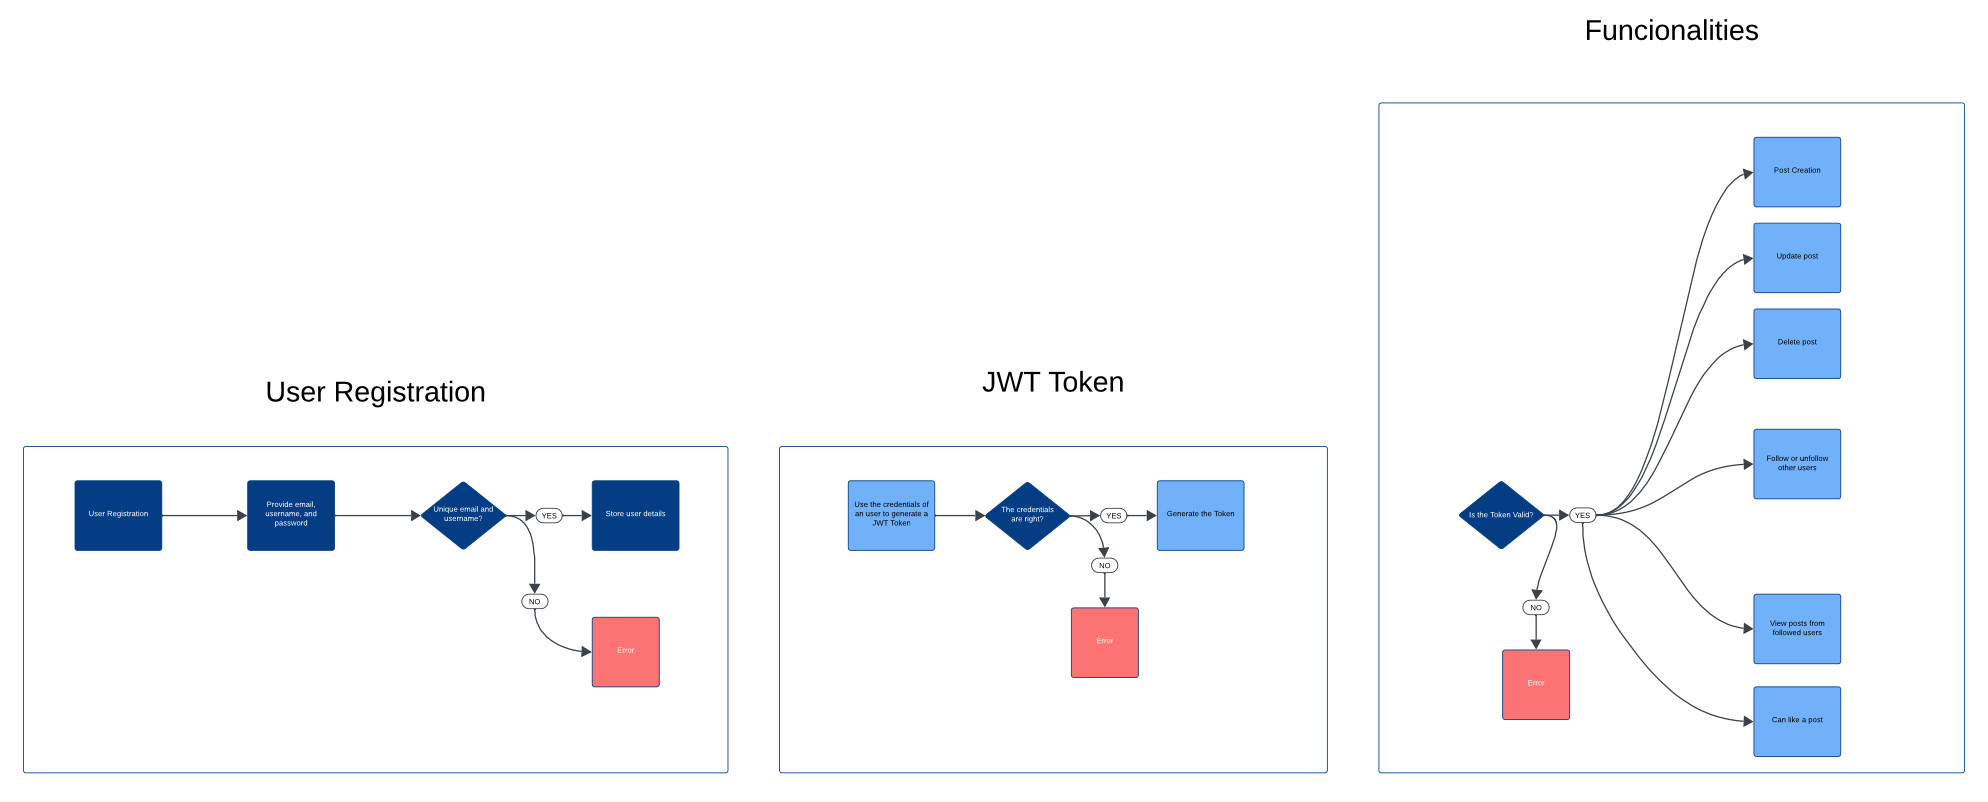 User Registration
User Registration
Provide email,
username, and
password
Unique email and
username?
YES
Store user details
NO
Error
JWT Token
Use the credentials of
an user to generate a
JWT Token
The credentials
are right?
YES
Generate the Token
NO
Error
Funcionalities
Is the Token Valid?
YES
NO
Error
Post Creation
Update post
Delete post
Follow or unfollow
other users
View posts from
followed users
Can like a post